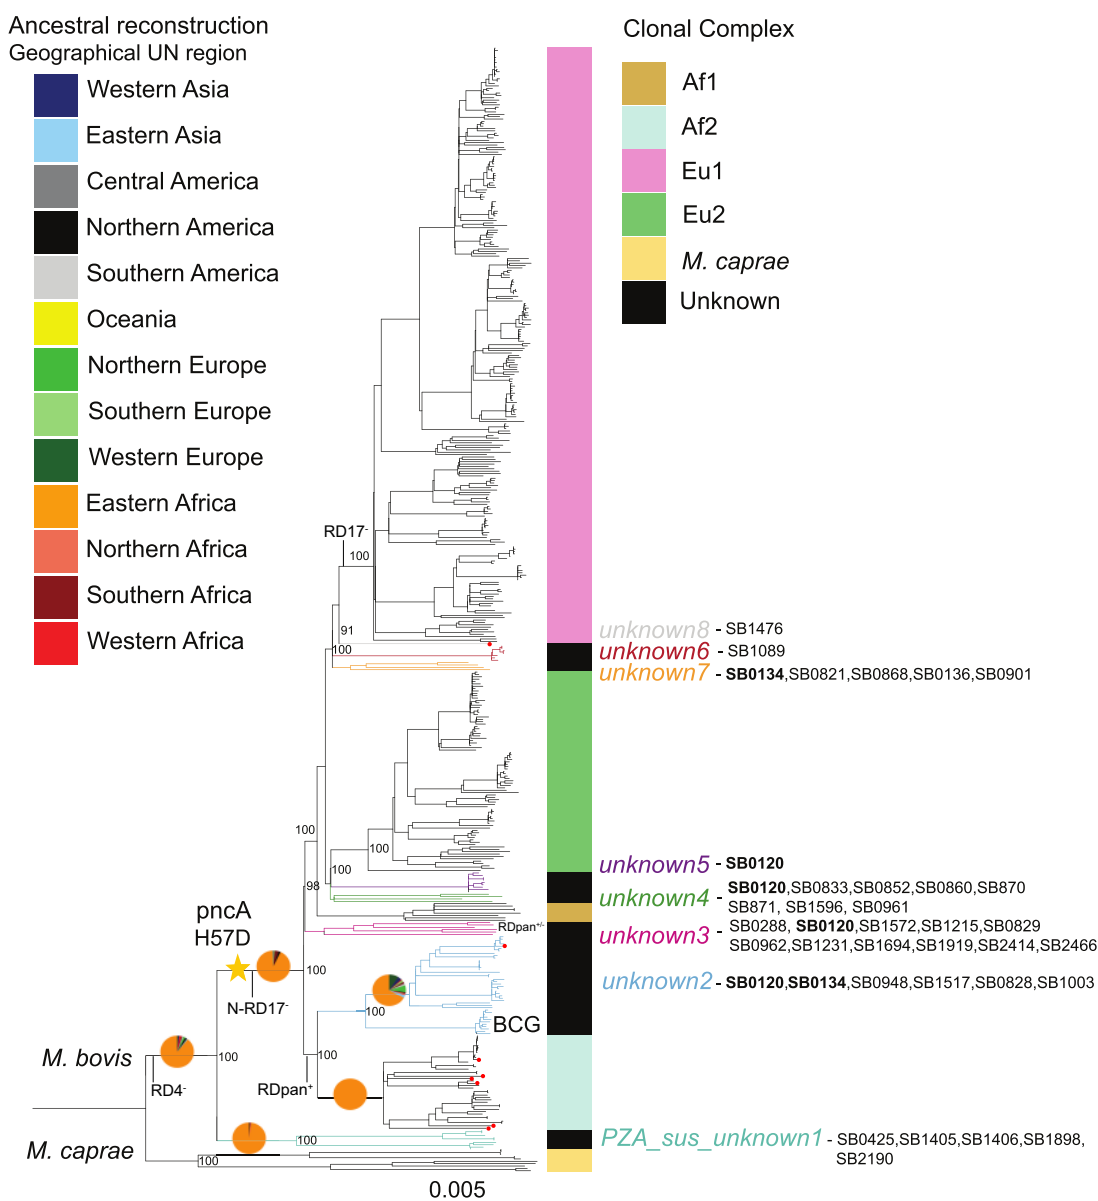 Ancestral reconstruction
Geographical UN region
Western Asia
Eastern Asia
Central America
Northern America
Southern America
Oceania
Northern Europe
Southern Europe
Western Europe
Eastern Africa
Northern Africa
Southern Africa
Western Africa
Clonal Complex
Af1
Af2
Eu1
Eu2
M. caprae
Unknown
RD17-
100
91
100
unknown8 - SB1476
unknown6 - SB1089
unknown7 - SB0134,SB0821,SB0868,SB0136,SB0901
100
100
100
98
unknown5 - SB0120
unknown4 - SB0120,SB0833,SB0852,SB0860,SB870
SB871, SB1596, SB0961
RDpan+/-
unknown3 - SB0288, SB0120,SB1572,SB1215,SB0829
SB0962,SB1231,SB1694,SB1919,SB2414,SB2466
pncA
H57D
100
N-RD17-
unknown2 - SB0120,SB0134,SB0948,SB1517,SB0828,SB1003
100
BCG
M. bovis
100
100
RD4-
RDpan+
M. caprae
100
100
PZA_sus_unknown1 - SB0425,SB1405,SB1406,SB1898,
SB2190
0.005